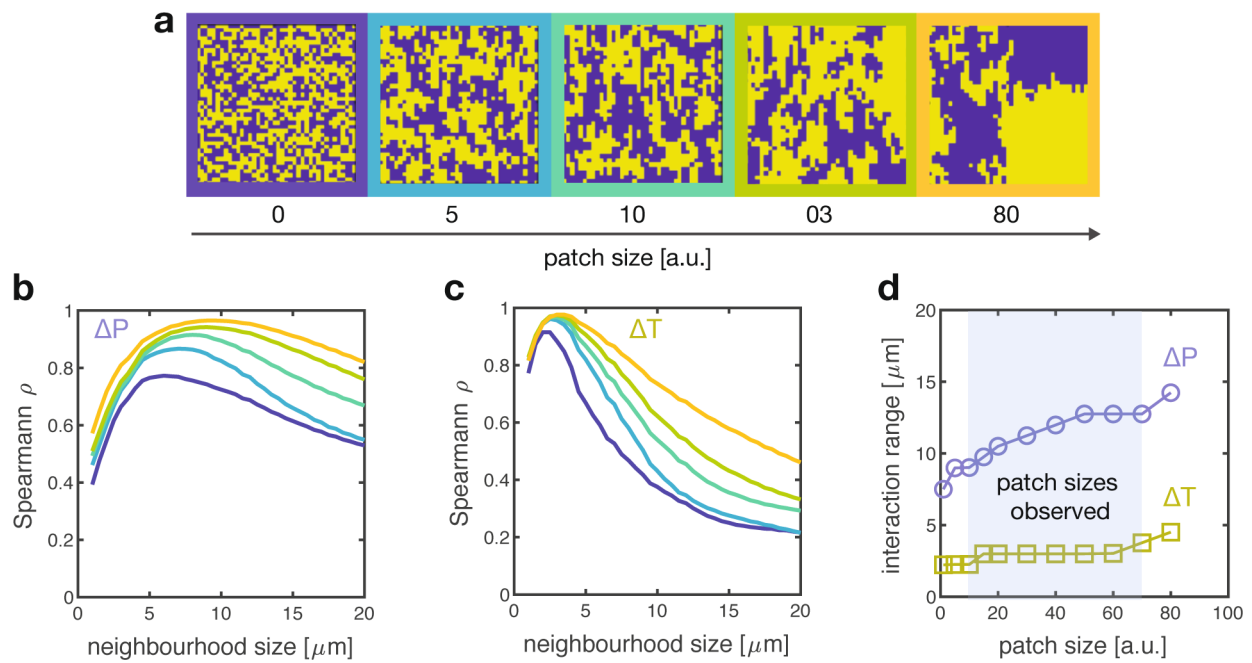 a
0 5 10 03 80
patch size [a.u.]
b
ΔP
Spearmann ρ
1
0.8
0.6
0.4
0.2
0
0 5 10 15 20
neighbourhood size [μm]
c
ΔT
Spearmann ρ
1
0.8
0.6
0.4
0.2
0
0 5 10 15 20
neighbourhood size [μm]
d
interaction range [μm]
20
15
10
5
0
ΔP
patch sizes
observed
ΔT
0 20 40 60 80 100
patch size [a.u.]